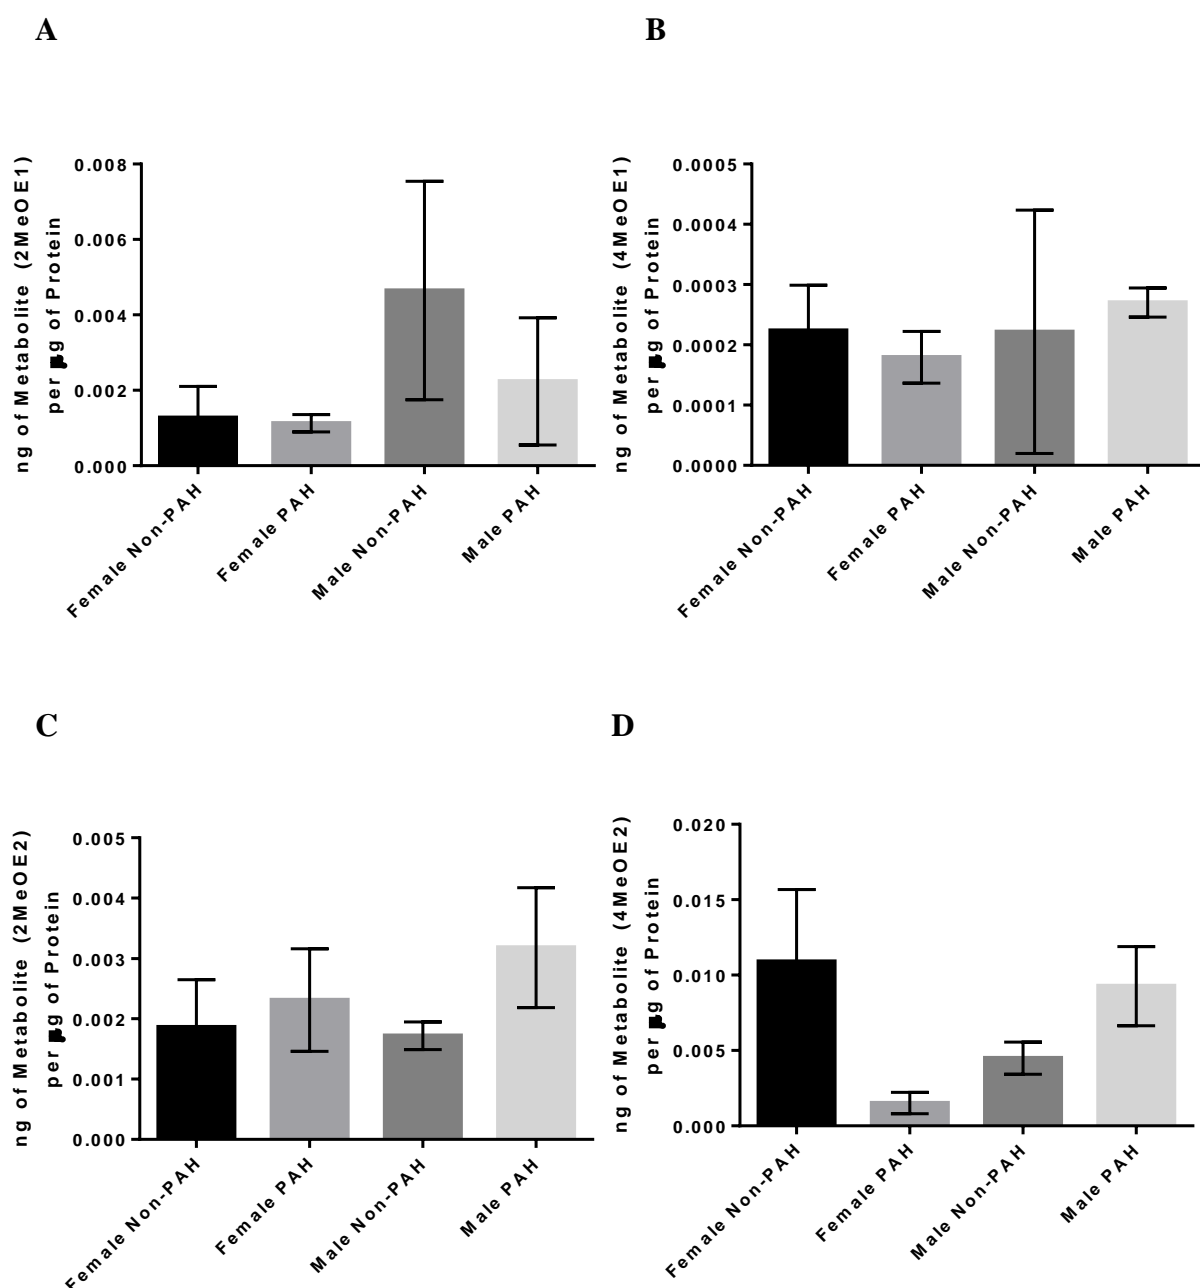 A
ng of Metabolite (2MeOE1)
per μg of Protein
0.008
0.006
0.004
0.002
0.000
Female Non-PAH
Female PAH
Male Non-PAH
Male PAH
B
ng of Metabolite (4MeOE1)
per μg of Protein
0.0005
0.0004
0.0003
0.0002
0.0001
0.0000
Female Non-PAH
Female PAH
Male Non-PAH
Male PAH
C
ng of Metabolite (2MeOE2)
per μg of Protein
0.005
0.004
0.003
0.002
0.001
0.000
Female Non-PAH
Female PAH
Male Non-PAH
Male PAH
D
ng of Metabolite (4MeOE2)
per μg of Protein
0.020
0.015
0.010
0.005
0.000
Female Non-PAH
Female PAH
Male Non-PAH
Male PAH